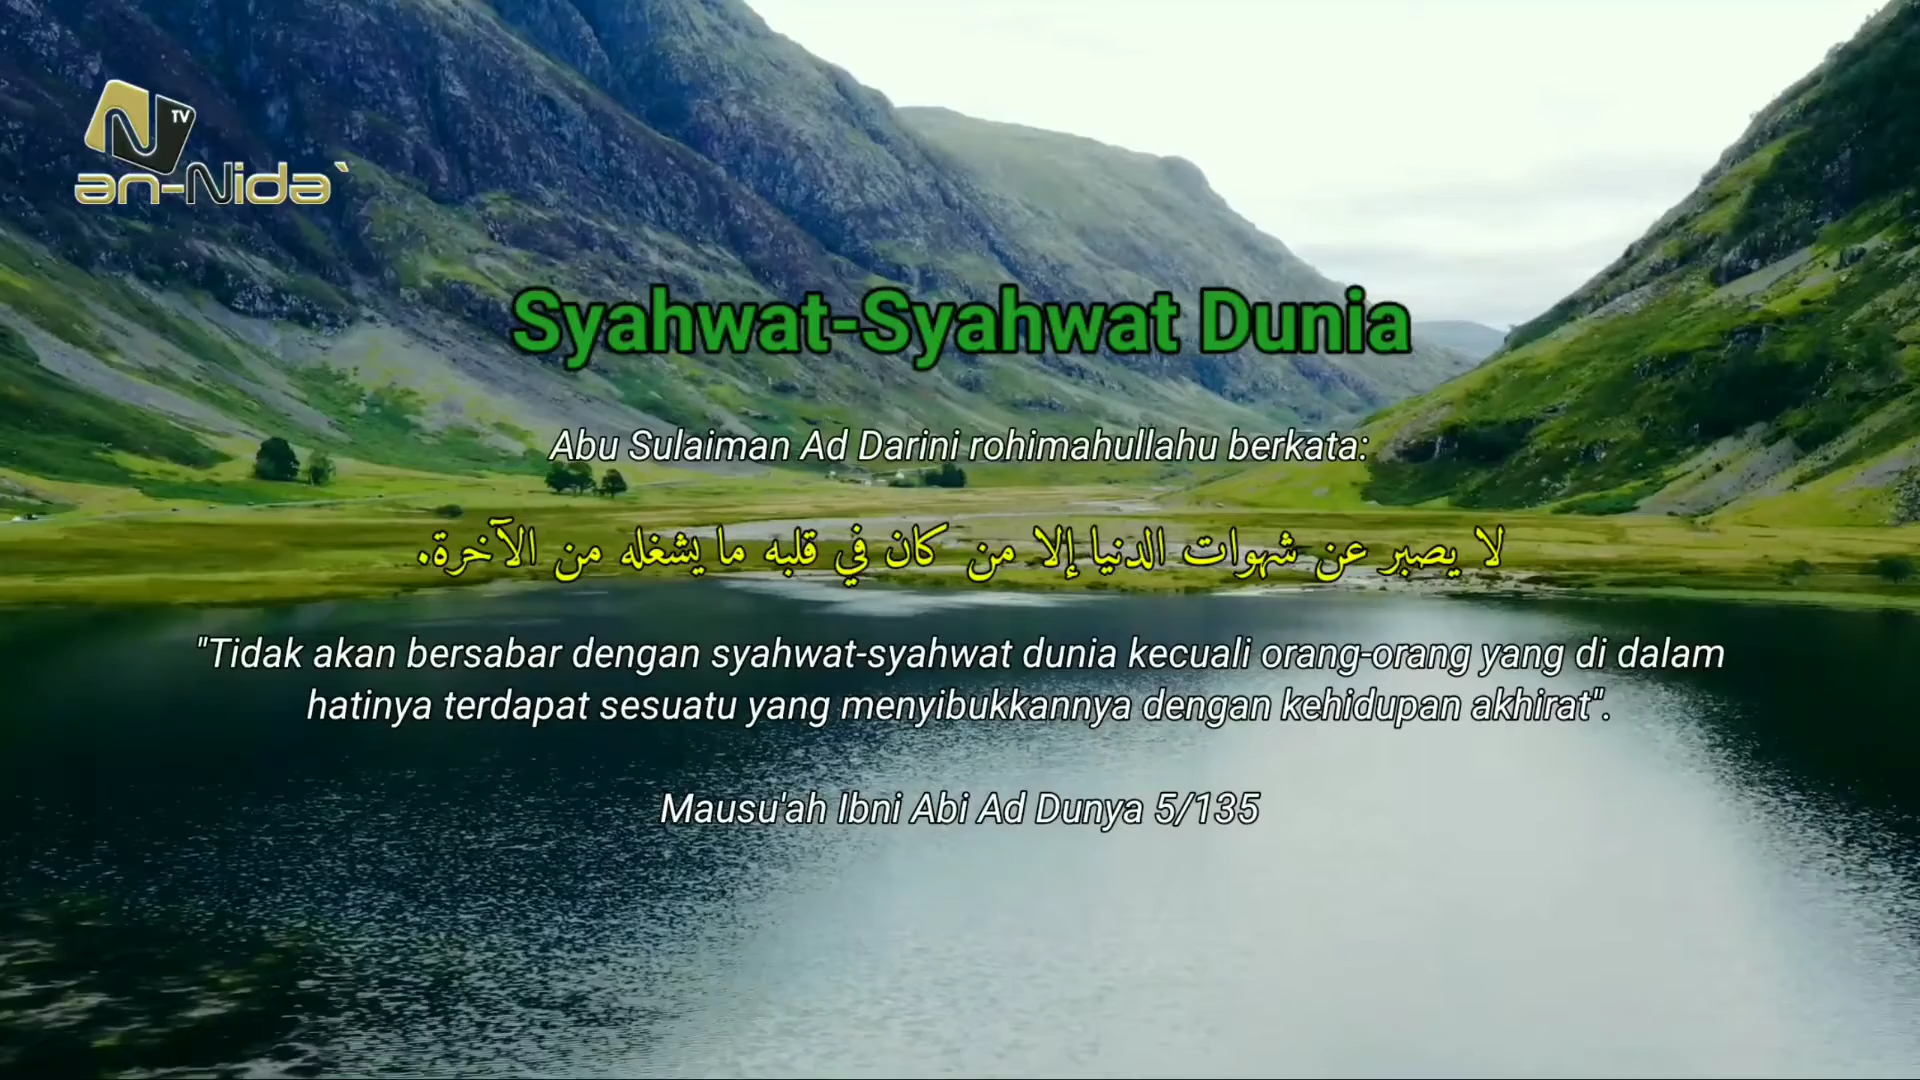 TV
an-Nida`
Syahwat-Syahwat Dunia
Abu Sulaiman Ad Darini rohimahullahu berkata:
لا يصبر عن شهوات الدنيا إلا من كان في قلبه ما يشغله من الآخرة.
"Tidak akan bersabar dengan syahwat-syahwat dunia kecuali orang-orang yang di dalam
hatinya terdapat sesuatu yang menyibukkannya dengan kehidupan akhirat".
Mausu'ah Ibni Abi Ad Dunya 5/135